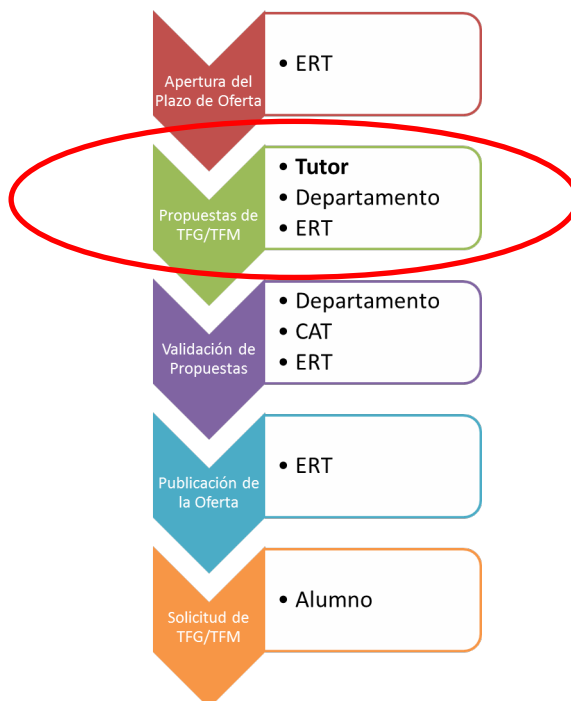 Apertura del
Plazo de Oferta
• ERT
Propuestas de
TFG/TFM
• Tutor
• Departamento
• ERT
Validación de
Propuestas
• Departamento
• CAT
• ERT
Publicación de
la Oferta
• ERT
Solicitud de
TFG/TFM
• Alumno